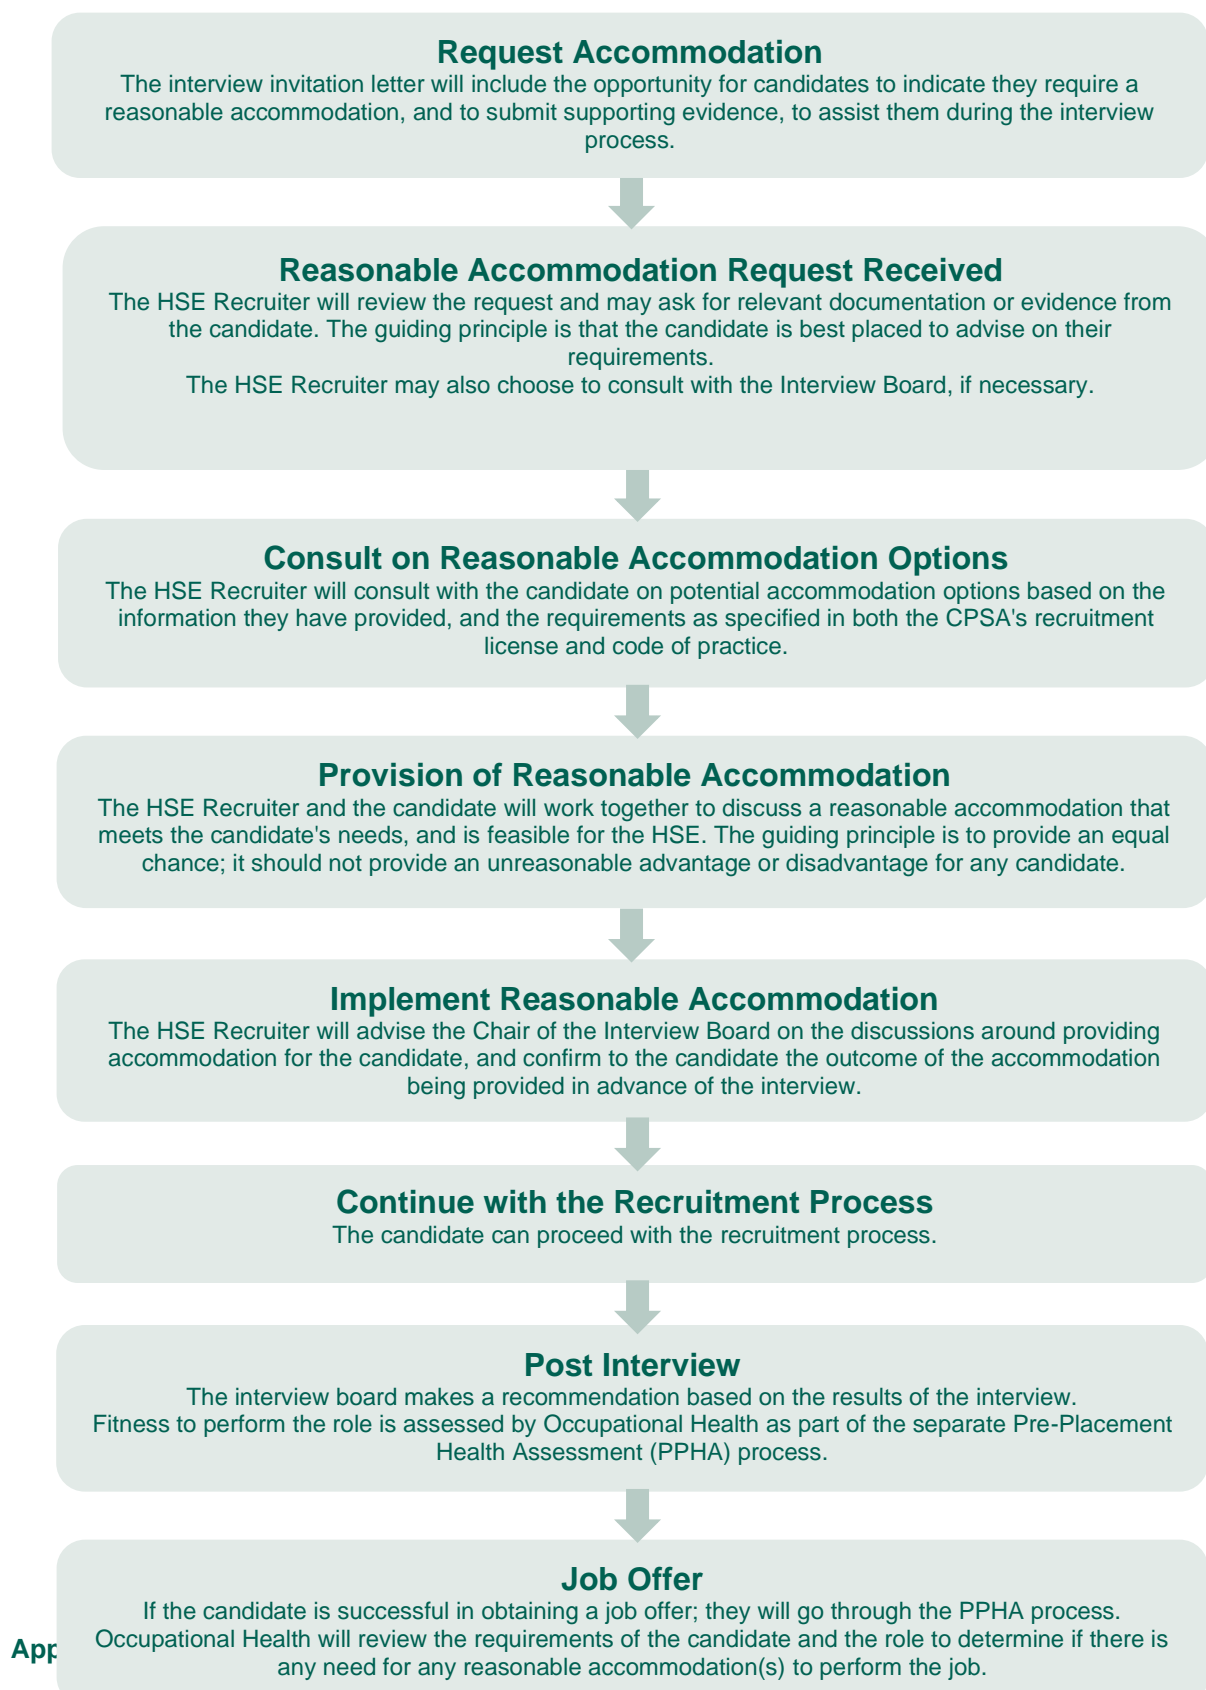 Request Accommodation
The interview invitation letter will include the opportunity for candidates to indicate they require a
reasonable accommodation, and to submit supporting evidence, to assist them during the interview
process.
Reasonable Accommodation Request Received
The HSE Recruiter will review the request and may ask for relevant documentation or evidence from
the candidate. The guiding principle is that the candidate is best placed to advise on their
requirements.
The HSE Recruiter may also choose to consult with the Interview Board, if necessary.
Consult on Reasonable Accommodation Options
The HSE Recruiter will consult with the candidate on potential accommodation options based on the
information they have provided, and the requirements as specified in both the CPSA's recruitment
license and code of practice.
Provision of Reasonable Accommodation
The HSE Recruiter and the candidate will work together to discuss a reasonable accommodation that
meets the candidate's needs, and is feasible for the HSE. The guiding principle is to provide an equal
chance; it should not provide an unreasonable advantage or disadvantage for any candidate.
Implement Reasonable Accommodation
The HSE Recruiter will advise the Chair of the Interview Board on the discussions around providing
accommodation for the candidate, and confirm to the candidate the outcome of the accommodation
being provided in advance of the interview.
Continue with the Recruitment Process
The candidate can proceed with the recruitment process.
Post Interview
The interview board makes a recommendation based on the results of the interview.
Fitness to perform the role is assessed by Occupational Health as part of the separate Pre-Placement
Health Assessment (PPHA) process.
Job Offer
If the candidate is successful in obtaining a job offer; they will go through the PPHA process.
Occupational Health will review the requirements of the candidate and the role to determine if there is
any need for any reasonable accommodation(s) to perform the job.